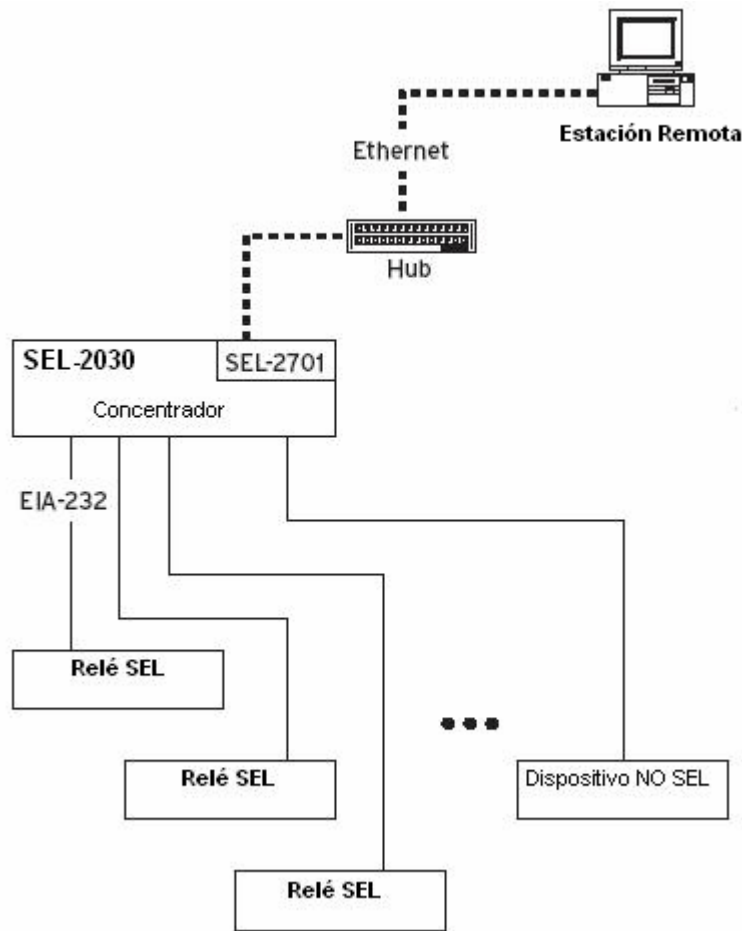 Estación Remota
Ethernet
Hub
SEL-2030
SEL-2701
Concentrador
EIA-232
Relé SEL
Relé SEL
Dispositivo NO SEL
Relé SEL